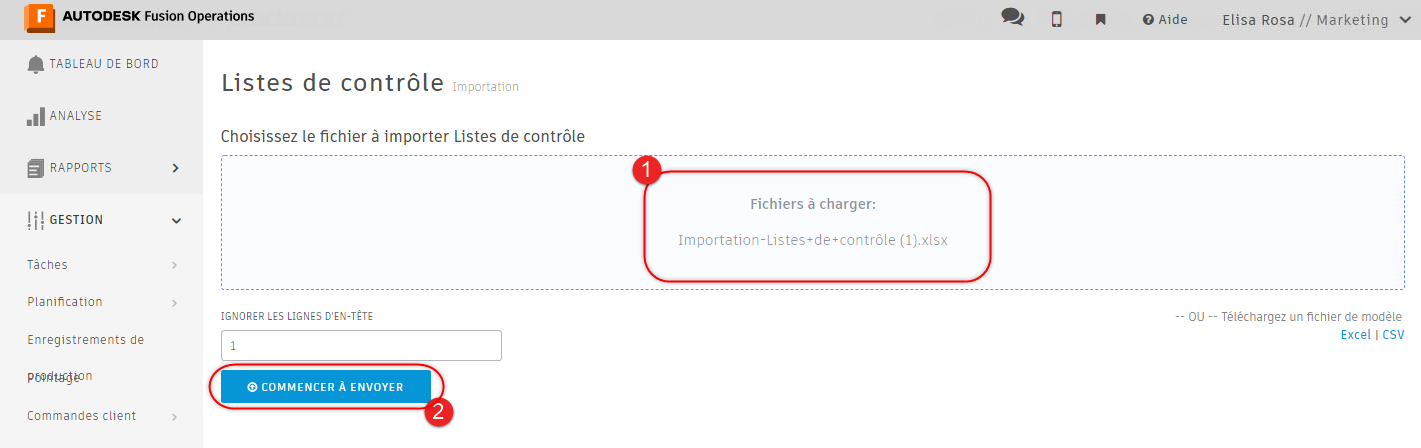 F AUTODESK Fusion Operations
Aide
Elisa Rosa // Marketing
TABLEAU DE BORD
ANALYSE
RAPPORTS
GESTION
Tâches
Planification
Enregistrements de
production
Pointage
Commandes client
Listes de contrôle Importation
Choisissez le fichier à importer Listes de contrôle
1
Fichiers à charger:
Importation-Listes+de+contrôle (1).xlsx
IGNORER LES LIGNES D'EN-TÊTE
1
-- OU -- Téléchargez un fichier de modèle
Excel | CSV
COMMENCER À ENVOYER
2